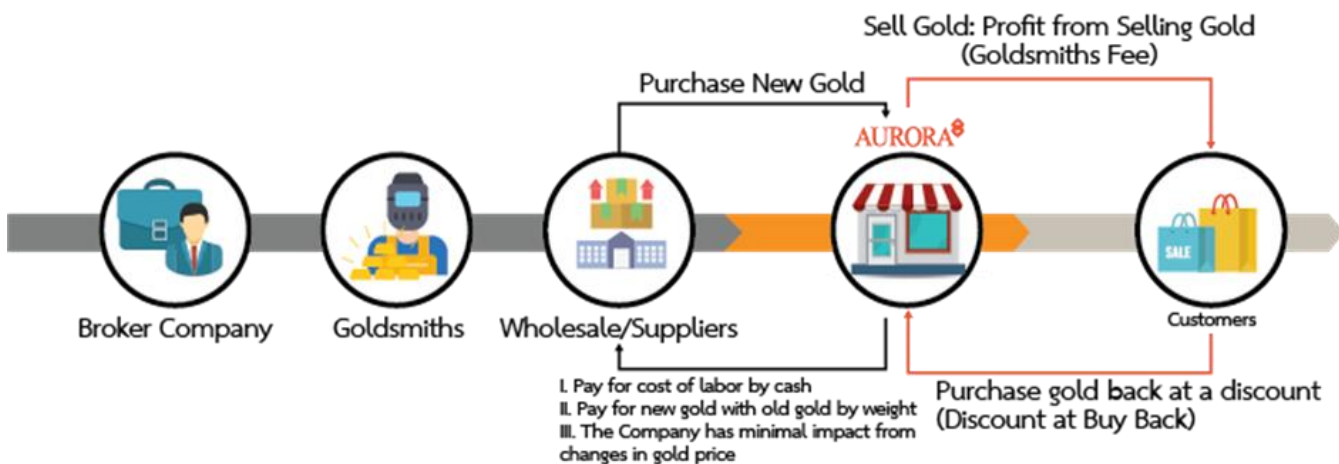 Sell Gold: Profit from Selling Gold
(Goldsmiths Fee)
Purchase New Gold
AURORA
SALE
Broker Company
Goldsmiths
Wholesale/Suppliers
Customers
I. Pay for cost of labor by cash
II. Pay for new gold with old gold by weight
III. The Company has minimal impact from
changes in gold price
Purchase gold back at a discount
(Discount at Buy Back)